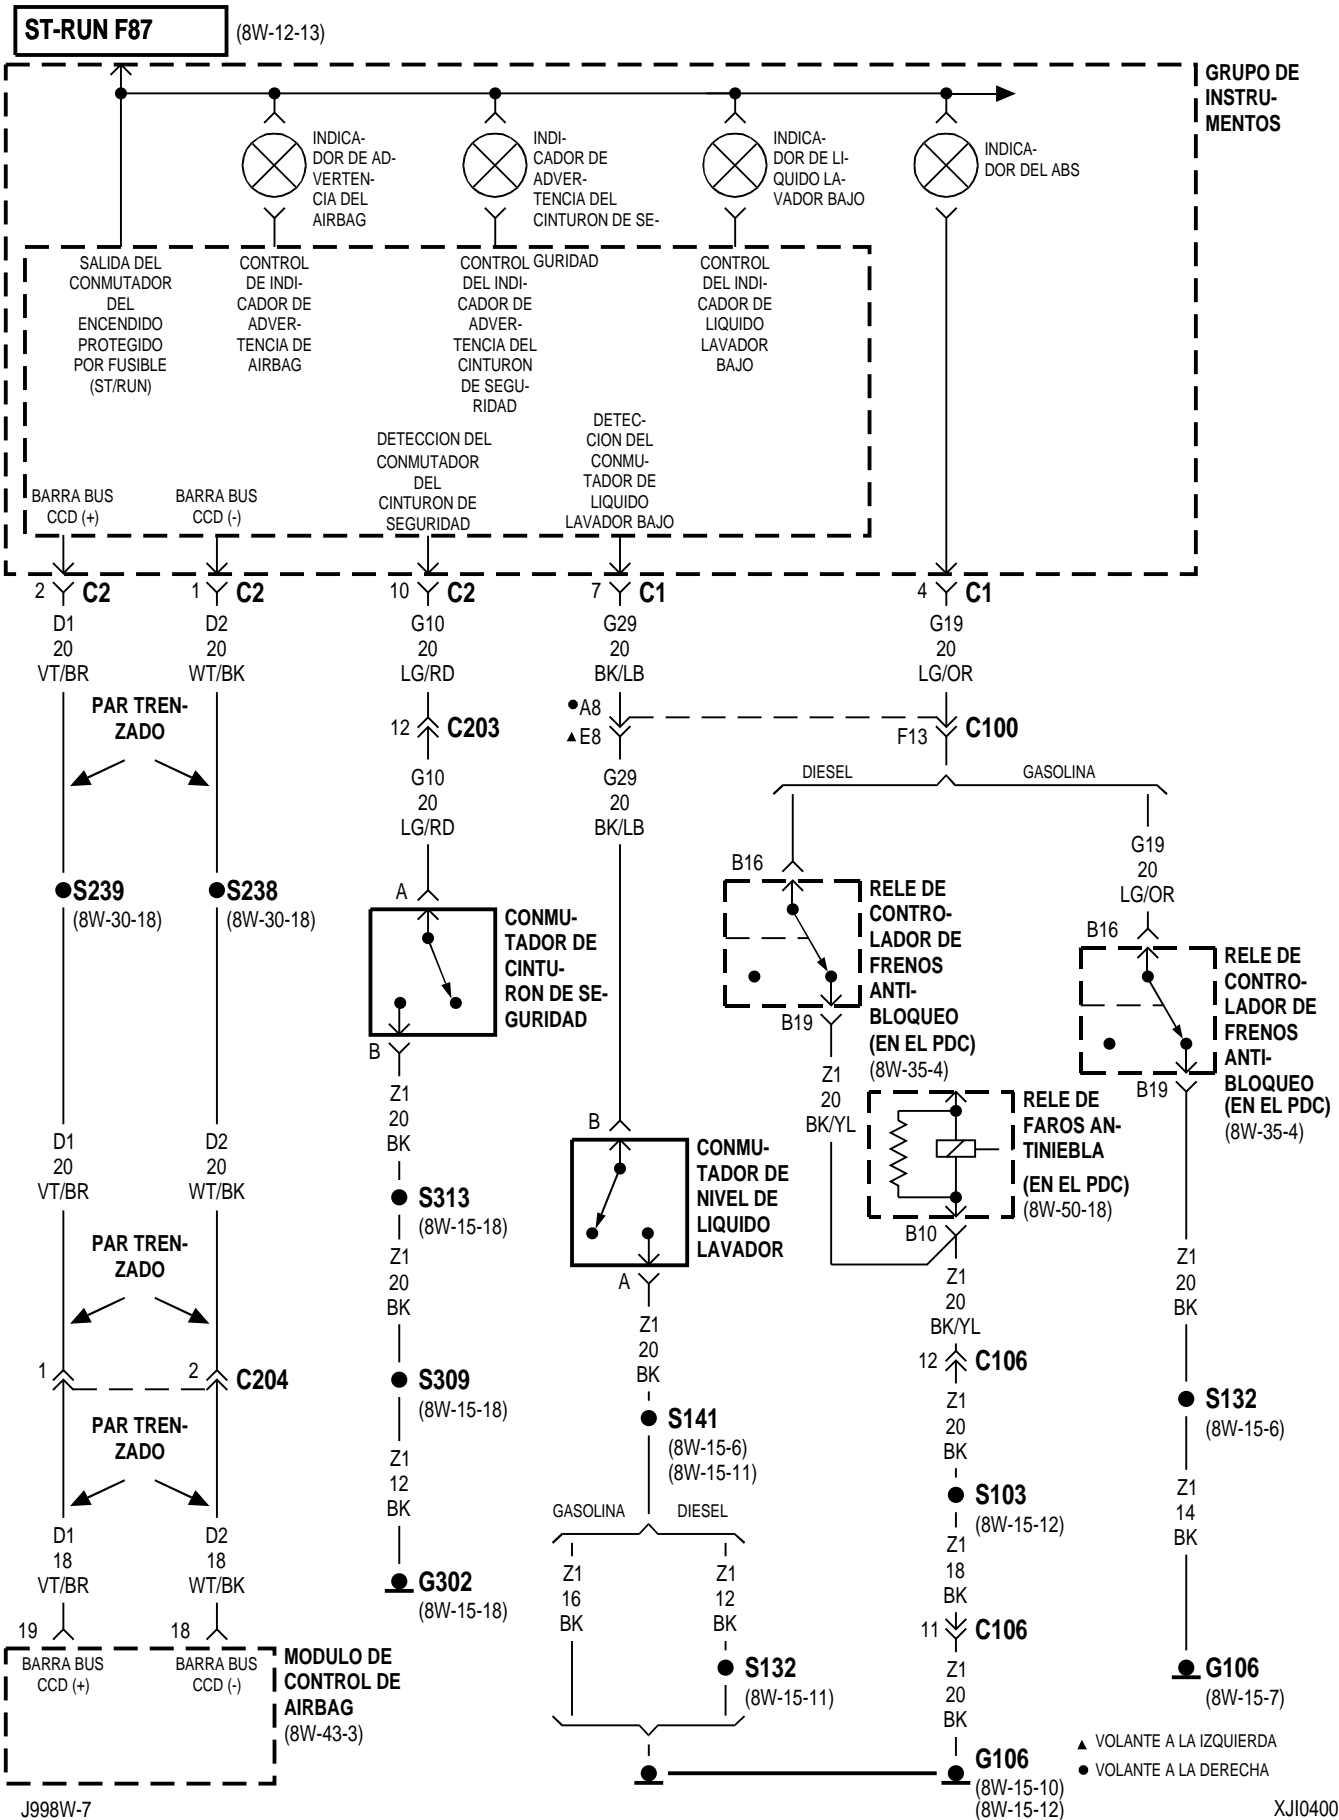 ST-RUN F87
(8W-12-13)
GRUPO DE
INSTRU-
MENTOS
INDICA-
DOR DE AD-
VERTEN-
CIA DEL
AIRBAG
INDI-
CADOR DE
ADVER-
TENCIA DEL
CINTURON DE SE-
GURIDAD
INDICA-
DOR DE LI-
QUIDO LA-
VADOR BAJO
INDICA-
DOR DEL ABS
SALIDA DEL
CONMUTADOR
DEL
ENCENDIDO
PROTEGIDO
POR FUSIBLE
(ST/RUN)
CONTROL
DE INDI-
CADOR DE
ADVER-
TENCIA DE
AIRBAG
CONTROL
DEL INDI-
CADOR DE
ADVER-
TENCIA DEL
CINTURON
DE SEGU-
RIDAD
CONTROL
DEL INDI-
CADOR DE
LIQUIDO
LAVADOR
BAJO
BARRA BUS
CCD (+)
BARRA BUS
CCD (-)
DETECCION DEL
CONMUTADOR
DEL
CINTURON DE
SEGURIDAD
DETEC-
CION DEL
CONMU-
TADOR DE
LIQUIDO
LAVADOR BAJO
2 C2
1 C2
10 C2
7 C1
4 C1
D1
20
VT/BR
D2
20
WT/BK
G10
20
LG/RD
G29
20
BK/LB
G19
20
LG/OR
PAR TREN-
ZADO
12 C203
●A8
▲E8
F13 C100
G10
20
LG/RD
G29
20
BK/LB
DIESEL
GASOLINA
G19
20
LG/OR
S239
(8W-30-18)
S238
(8W-30-18)
A
CONMU-
TADOR DE
CINTU-
RON DE SE-
GURIDAD
B
B16
RELE DE
CONTRO-
LADOR DE
FRENOS
ANTI-
BLOQUEO
(EN EL PDC)
(8W-35-4)
B19
B16
RELE DE
CONTRO-
LADOR DE
FRENOS
ANTI-
BLOQUEO
(EN EL PDC)
(8W-35-4)
B19
Z1
20
BK
Z1
20
BK/YL
RELE DE
FAROS AN-
TINIEBLA
(EN EL PDC)
(8W-50-18)
B10
D1
20
VT/BR
D2
20
WT/BK
B
CONMU-
TADOR DE
NIVEL DE
LIQUIDO
LAVADOR
A
S313
(8W-15-18)
PAR TREN-
ZADO
Z1
20
BK
Z1
20
BK
Z1
20
BK/YL
Z1
20
BK
1
2 C204
S309
(8W-15-18)
12 C106
S132
(8W-15-6)
PAR TREN-
ZADO
Z1
12
BK
S141
(8W-15-6)
(8W-15-11)
Z1
20
BK
Z1
14
BK
S103
(8W-15-12)
GASOLINA
DIESEL
D1
18
VT/BR
D2
18
WT/BK
G302
(8W-15-18)
Z1
16
BK
Z1
12
BK
Z1
18
BK
19
18
11 C106
BARRA BUS
CCD (+)
BARRA BUS
CCD (-)
MODULO DE
CONTROL DE
AIRBAG
(8W-43-3)
S132
(8W-15-11)
Z1
20
BK
G106
(8W-15-7)
G106
(8W-15-10)
(8W-15-12)
▲ VOLANTE A LA IZQUIERDA
● VOLANTE A LA DERECHA
J998W-7
XJI0400